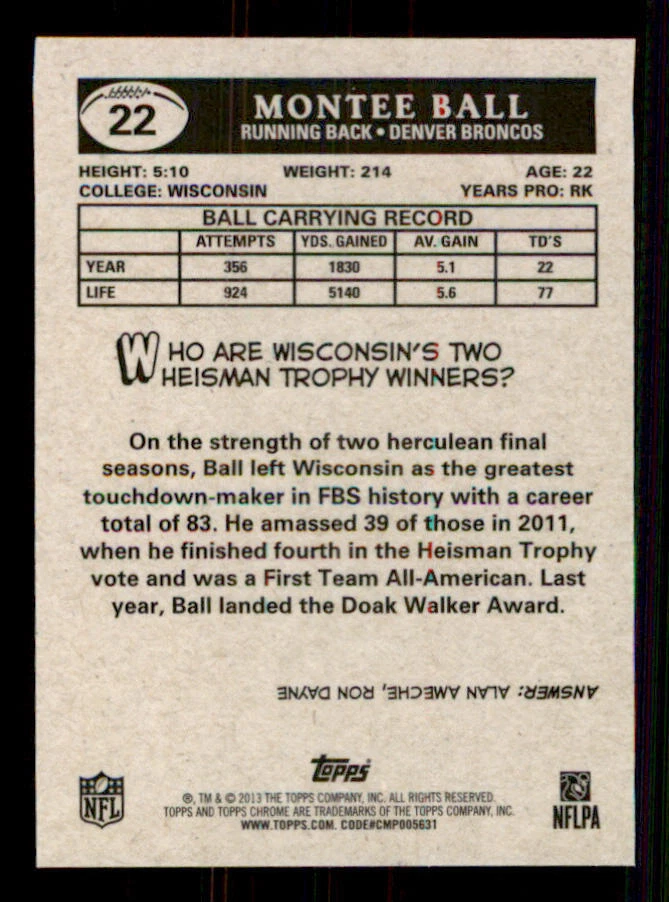 22
MONTEE BALL
RUNNING BACK • DENVER BRONCOS
HEIGHT: 5:10 WEIGHT: 214 AGE: 22
COLLEGE: WISCONSIN YEARS PRO: RK
BALL CARRYING RECORD
ATTEMPTS YDS. GAINED AV. GAIN TD'S
YEAR 356 1830 5.1 22
LIFE 924 5140 5.6 77
WHO ARE WISCONSIN'S TWO
HEISMAN TROPHY WINNERS?
On the strength of two herculean final
seasons, Ball left Wisconsin as the greatest
touchdown-maker in FBS history with a career
total of 83. He amassed 39 of those in 2011,
when he finished fourth in the Heisman Trophy
vote and was a First Team All-American. Last
year, Ball landed the Doak Walker Award.
ANSWER: ALAN AMECHE, RON DAYNE
topps
®, TM & © 2013 THE TOPPS COMPANY, INC. ALL RIGHTS RESERVED.
TOPPS AND TOPPS CHROME ARE TRADEMARKS OF THE TOPPS COMPANY, INC.
WWW.TOPPS.COM. CODE#CMP005631
NFL
NFLPA